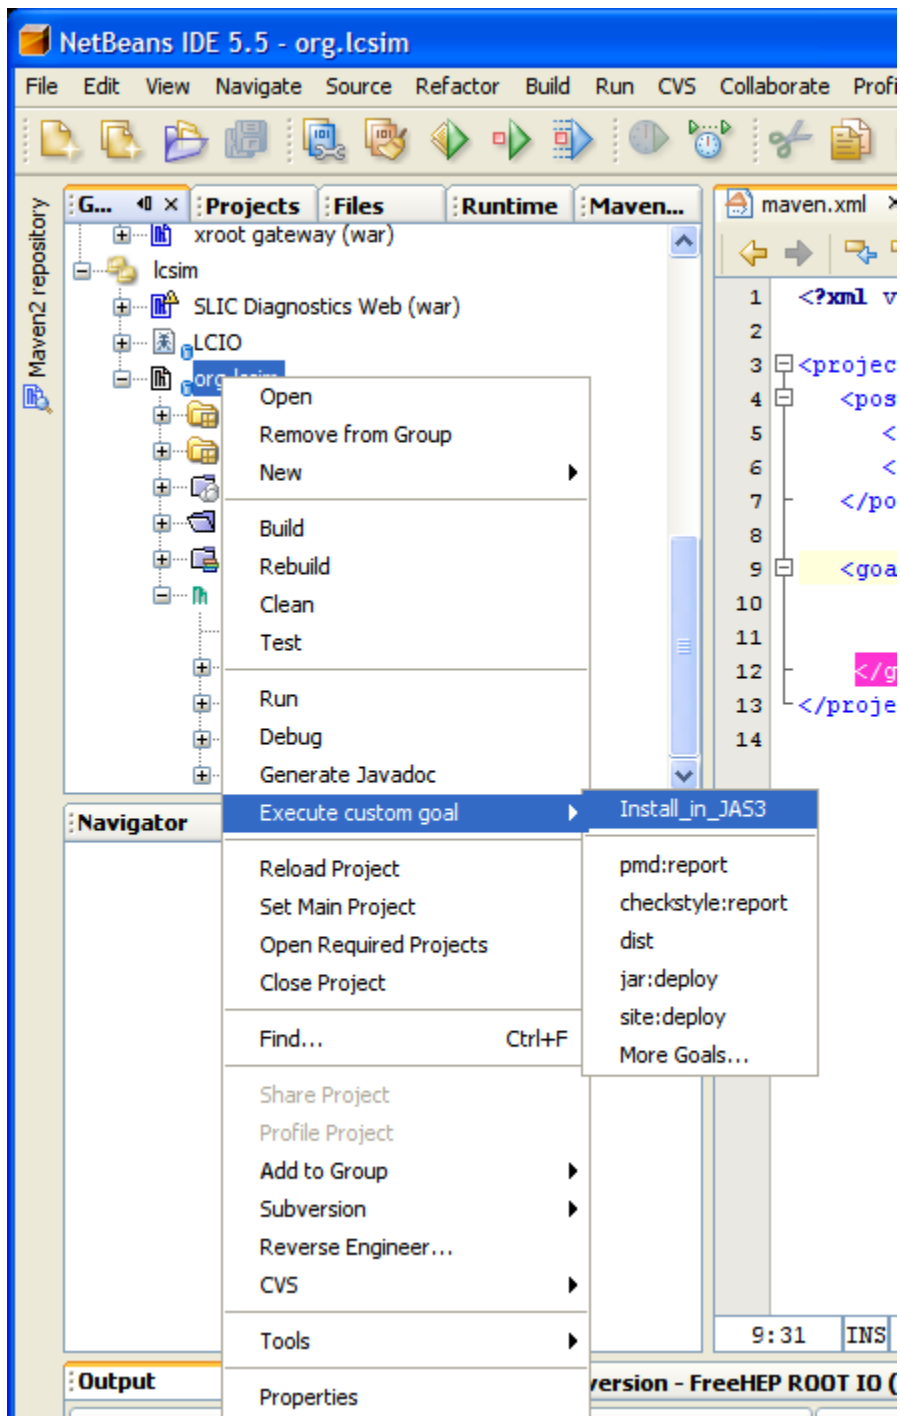 NetBeans IDE 5.5 - org.lcsim
File Edit View Navigate Source Refactor Build Run CVS Collaborate Profi
Maven2 repository
G... Projects Files Runtime Maven...
xroot gateway (war)
lcsim
SLIC Diagnostics Web (war)
LCIO
org.lcsim
Open
Remove from Group
New
Build
Rebuild
Clean
Test
Run
Debug
Generate Javadoc
Execute custom goal
Reload Project
Set Main Project
Open Required Projects
Close Project
Find... Ctrl+F
Share Project
Profile Project
Add to Group
Subversion
Reverse Engineer...
CVS
Tools
Properties
Install_in_JAS3
pmd:report
checkstyle:report
dist
jar:deploy
site:deploy
More Goals...
Navigator
maven.xml
1 <?xml v
2
3 <projec
4 <pos
5 <
6 <
7 </po
8
9 <goa
10
11
12 </g
13 </proje
14
9:31 INS
Output
version - FreeHEP ROOT IO (